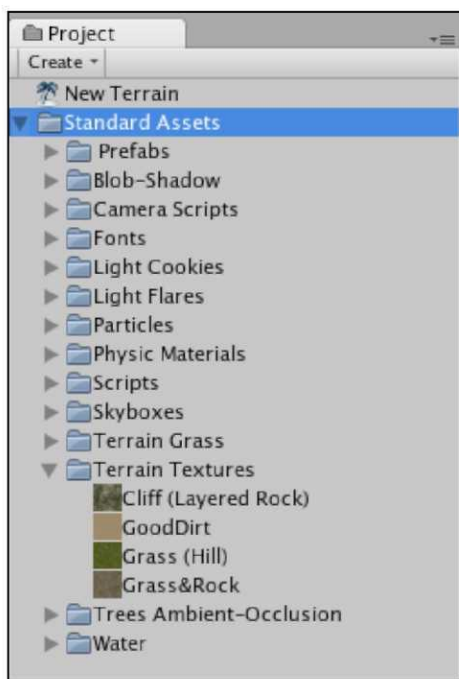 Project
Create
New Terrain
Standard Assets
Prefabs
Blob-Shadow
Camera Scripts
Fonts
Light Cookies
Light Flares
Particles
Physic Materials
Scripts
Skyboxes
Terrain Grass
Terrain Textures
Cliff (Layered Rock)
GoodDirt
Grass (Hill)
Grass&Rock
Trees Ambient-Occlusion
Water